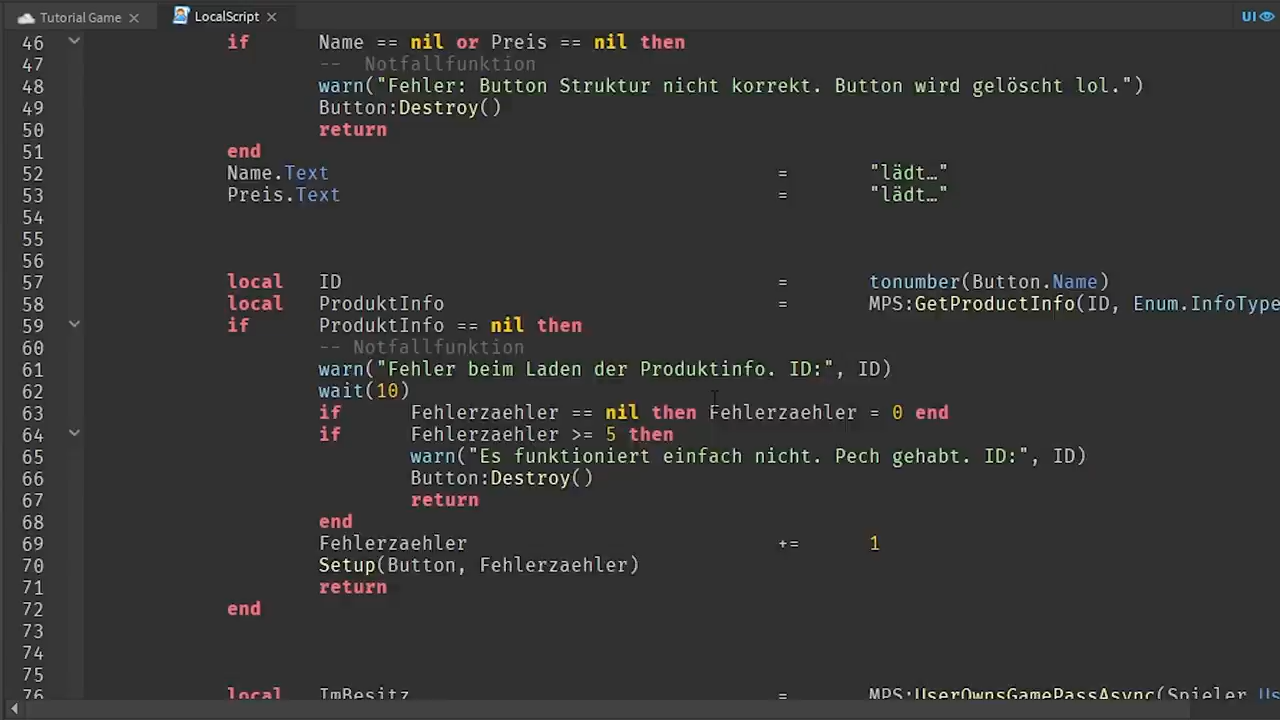 Tutorial Game LocalScript UI
46 if Name == nil or Preis == nil then
47 -- Notfallfunktion
48 warn("Fehler: Button Struktur nicht korrekt. Button wird gelöscht lol.")
49 Button:Destroy()
50 return
51 end
52 Name.Text = "lädt…"
53 Preis.Text = "lädt…"
54
55
56
57 local ID = tonumber(Button.Name)
58 local ProduktInfo = MPS:GetProductInfo(ID, Enum.InfoType
59 if ProduktInfo == nil then
60 -- Notfallfunktion
61 warn("Fehler beim Laden der Produktinfo. ID:", ID)
62 wait(10)
63 if Fehlerzaehler == nil then Fehlerzaehler = 0 end
64 if Fehlerzaehler >= 5 then
65 warn("Es funktioniert einfach nicht. Pech gehabt. ID:", ID)
66 Button:Destroy()
67 return
68 end
69 Fehlerzaehler += 1
70 Setup(Button, Fehlerzaehler)
71 return
72 end
73
74
75
76 local ImBesitz = MPS:UserOwnsGamePassAsync(Spieler.Us